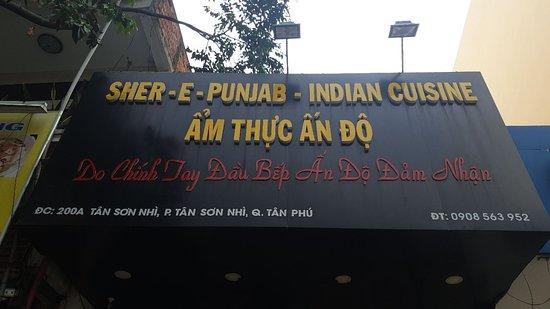 SHER-E-PUNJAB - INDIAN CUISINE
ẨM THỰC ẤN ĐỘ
Do Chính Tay Đầu Bếp Ấn Độ Đảm Nhận
ĐC: 200A TÂN SƠN NHÌ, P. TÂN SƠN NHÌ, Q. TÂN PHÚ ĐT: 0908 563 952